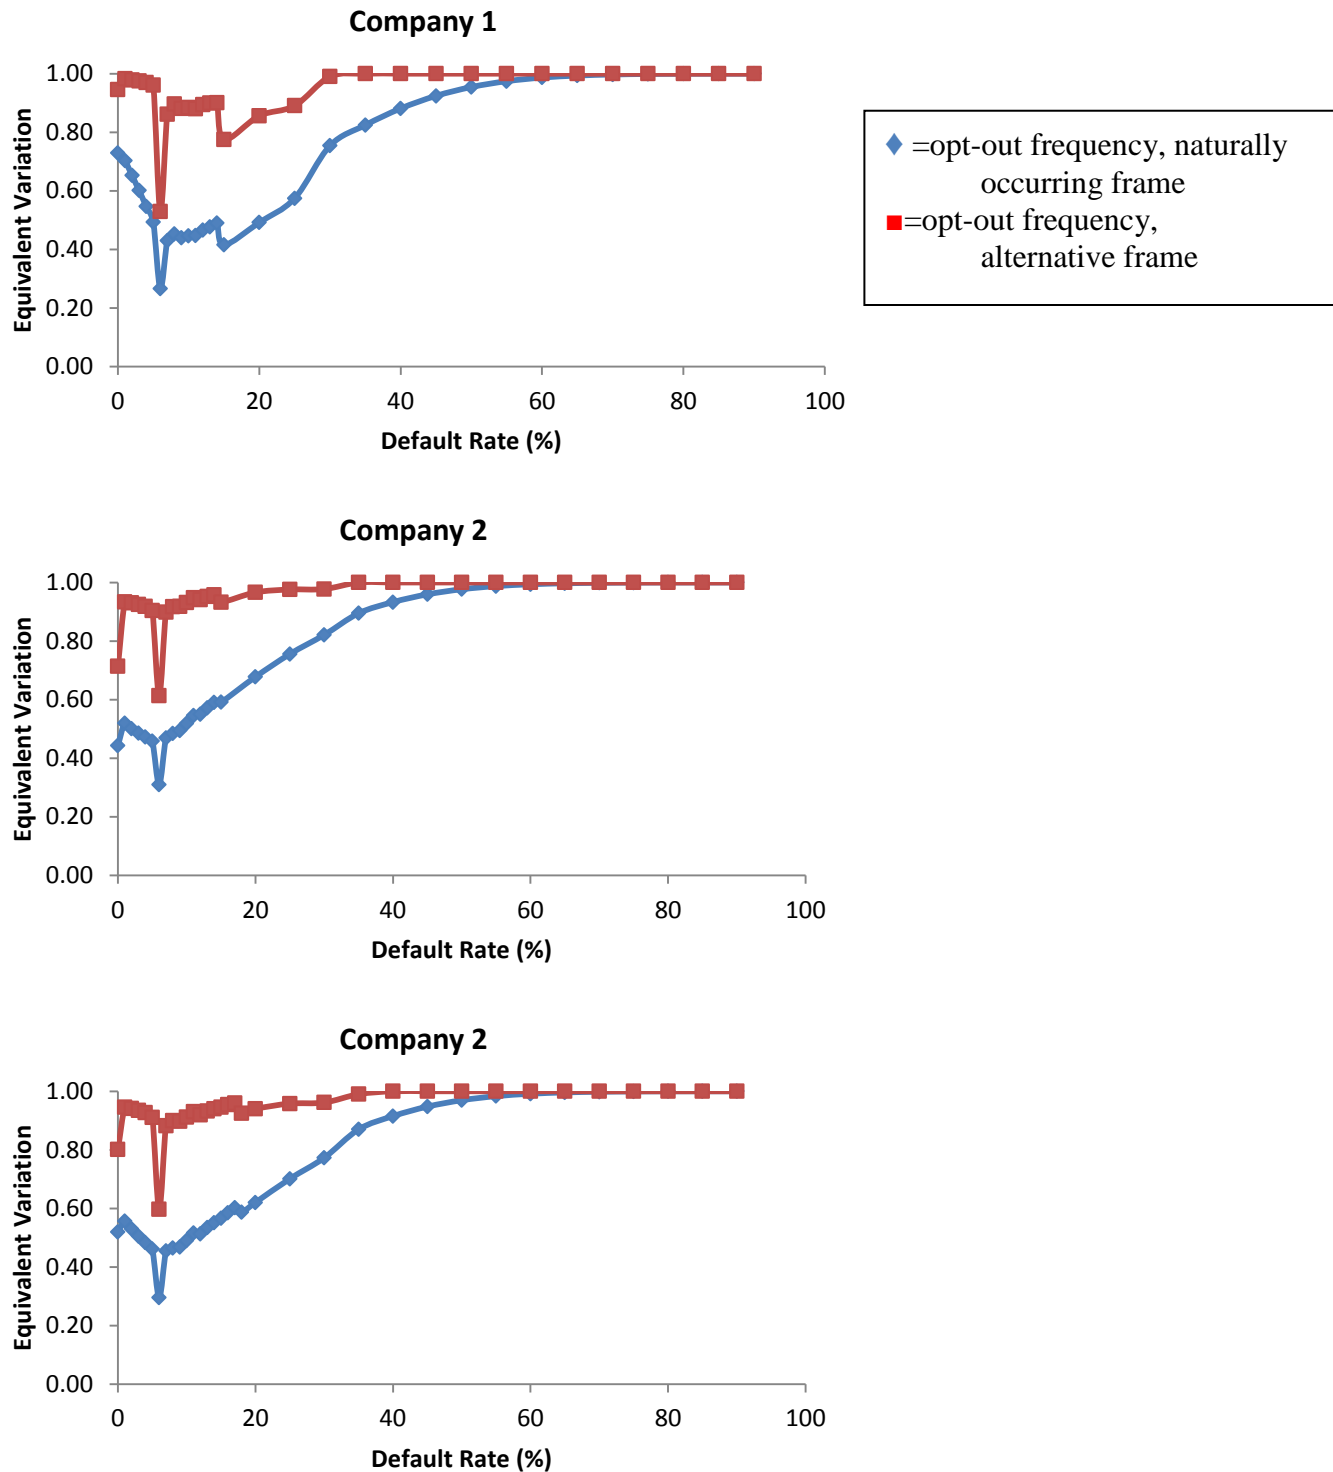 Company 1
1.00
0.80
0.60
0.40
0.20
0.00
Equivalent Variation
0 20 40 60 80 100
Default Rate (%)
=opt-out frequency, naturally
occurring frame
=opt-out frequency,
alternative frame
Company 2
1.00
0.80
0.60
0.40
0.20
0.00
Equivalent Variation
0 20 40 60 80 100
Default Rate (%)
Company 2
1.00
0.80
0.60
0.40
0.20
0.00
Equivalent Variation
0 20 40 60 80 100
Default Rate (%)